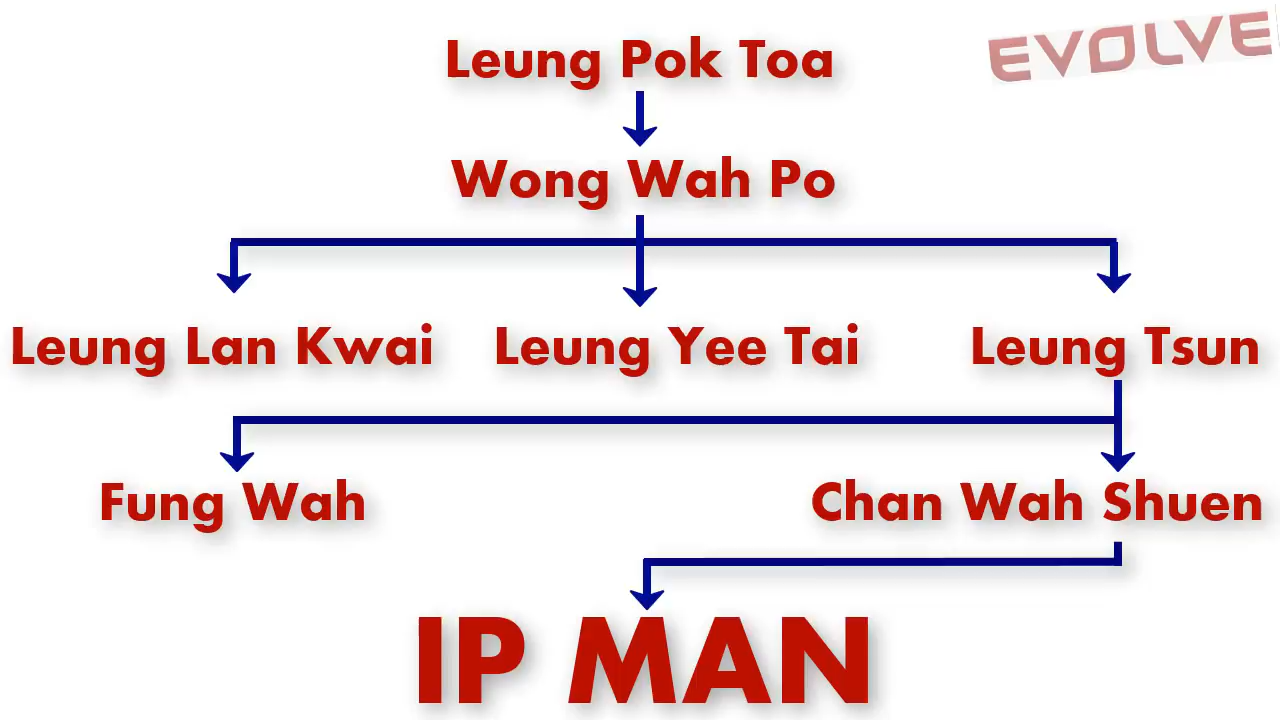 EVOLVE
Leung Pok Toa
Wong Wah Po
Leung Lan Kwai Leung Yee Tai Leung Tsun
Fung Wah Chan Wah Shuen
IP MAN